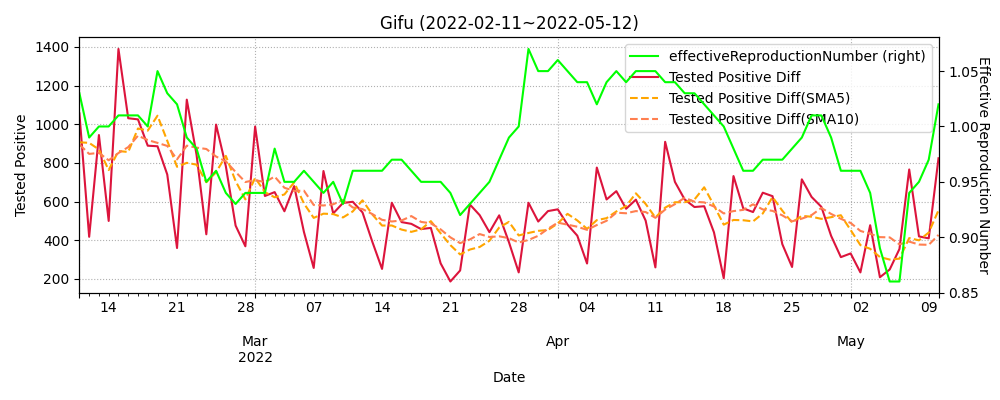 Gifu (2022-02-11~2022-05-12)
effectiveReproductionNumber (right)
Tested Positive Diff
Tested Positive Diff(SMA5)
Tested Positive Diff(SMA10)
Tested Positive
1400
1200
1000
800
600
400
200
Effective Reproduction Number
1.05
1.00
0.95
0.90
0.85
14 21 28 07 14 21 28 04 11 18 25 02 09
Mar Apr May
2022
Date